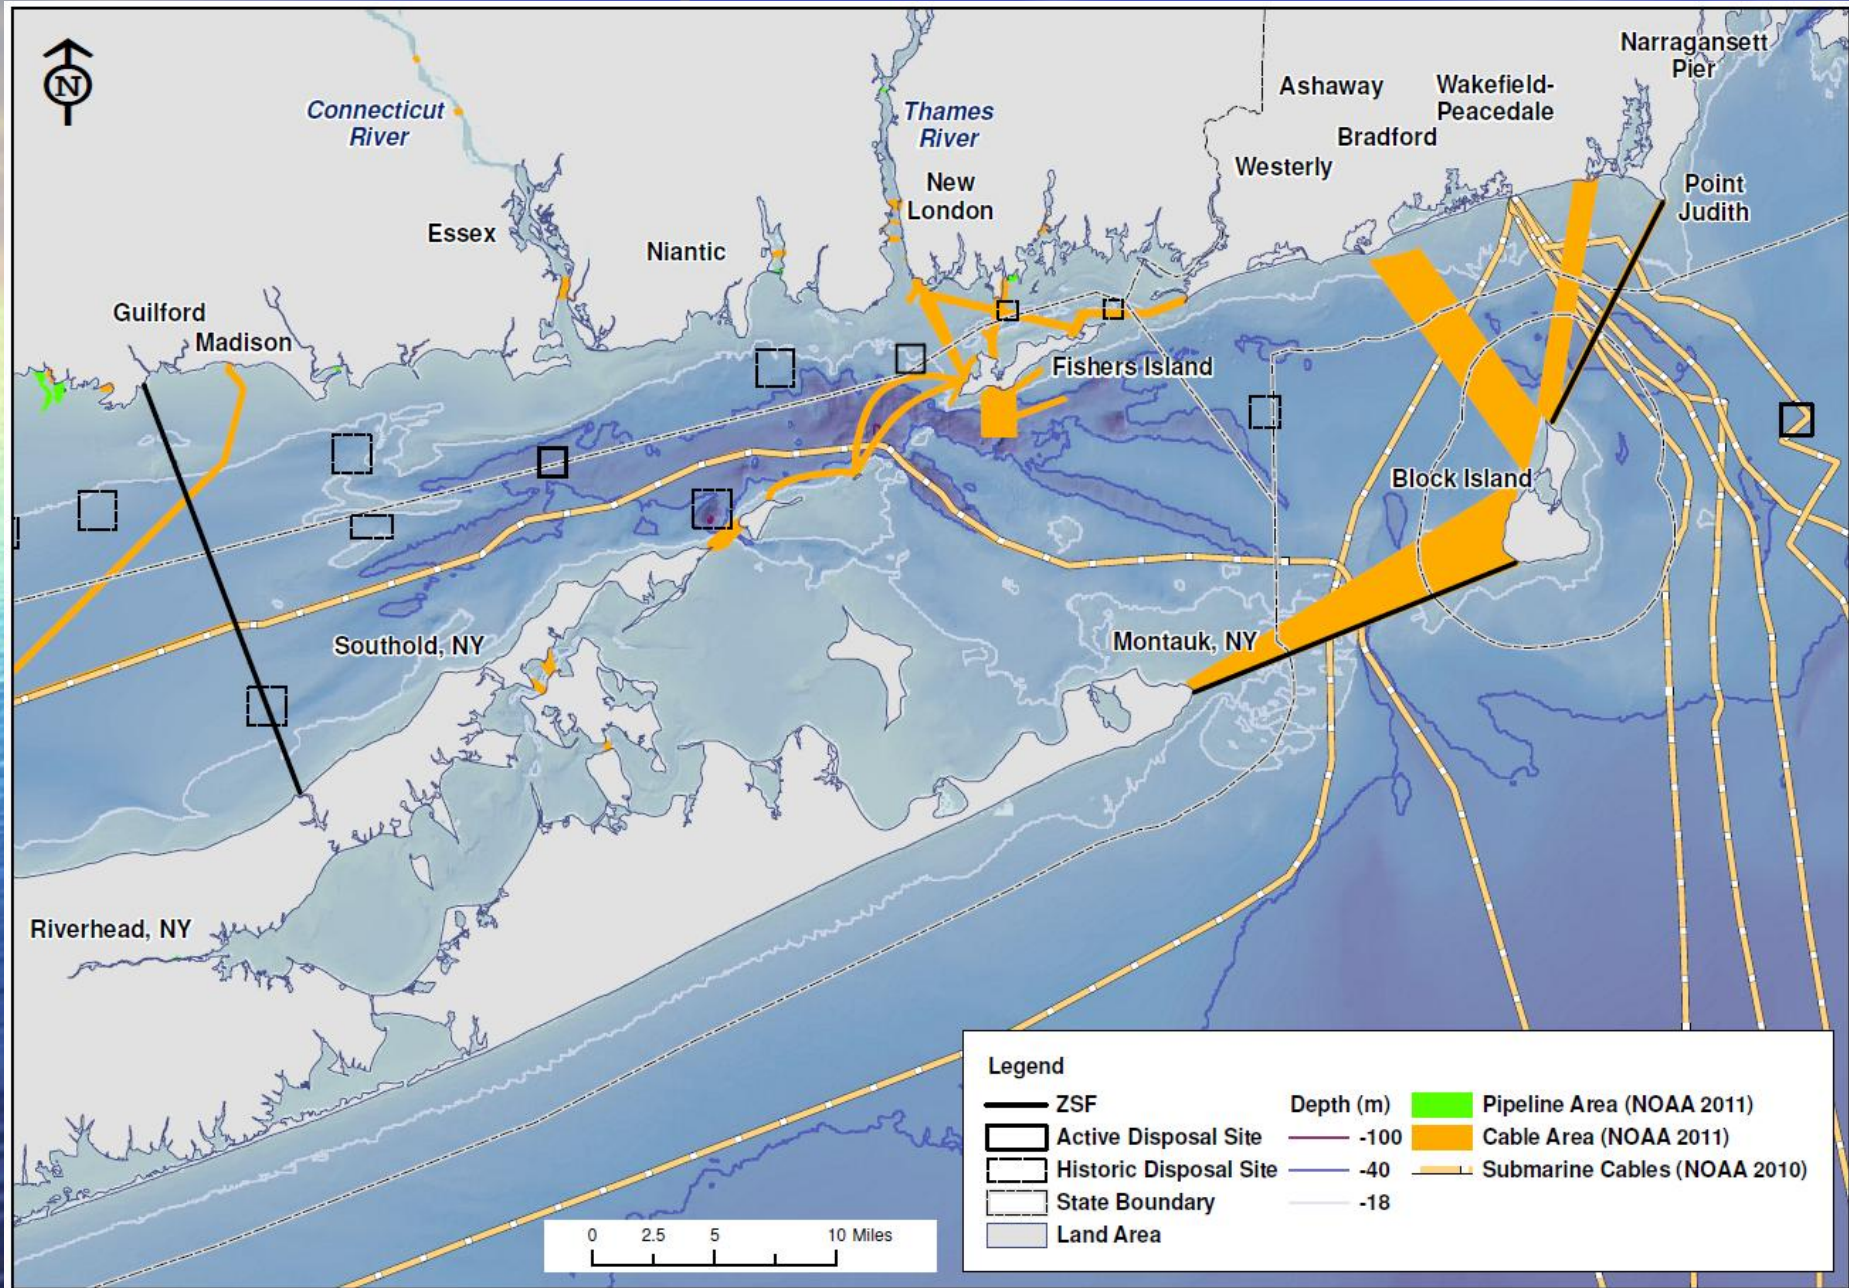 N
Narragansett
Pier
Ashaway
Wakefield-
Peacedale
Connecticut
River
Thames
River
Bradford
Westerly
New
London
Point
Judith
Essex
Niantic
Guilford
Madison
Fishers Island
Block Island
Southold, NY
Montauk, NY
Riverhead, NY
Legend
ZSF
Active Disposal Site
Historic Disposal Site
State Boundary
Land Area
Depth (m)
-100
-40
-18
Pipeline Area (NOAA 2011)
Cable Area (NOAA 2011)
Submarine Cables (NOAA 2010)
0 2.5 5 10 Miles